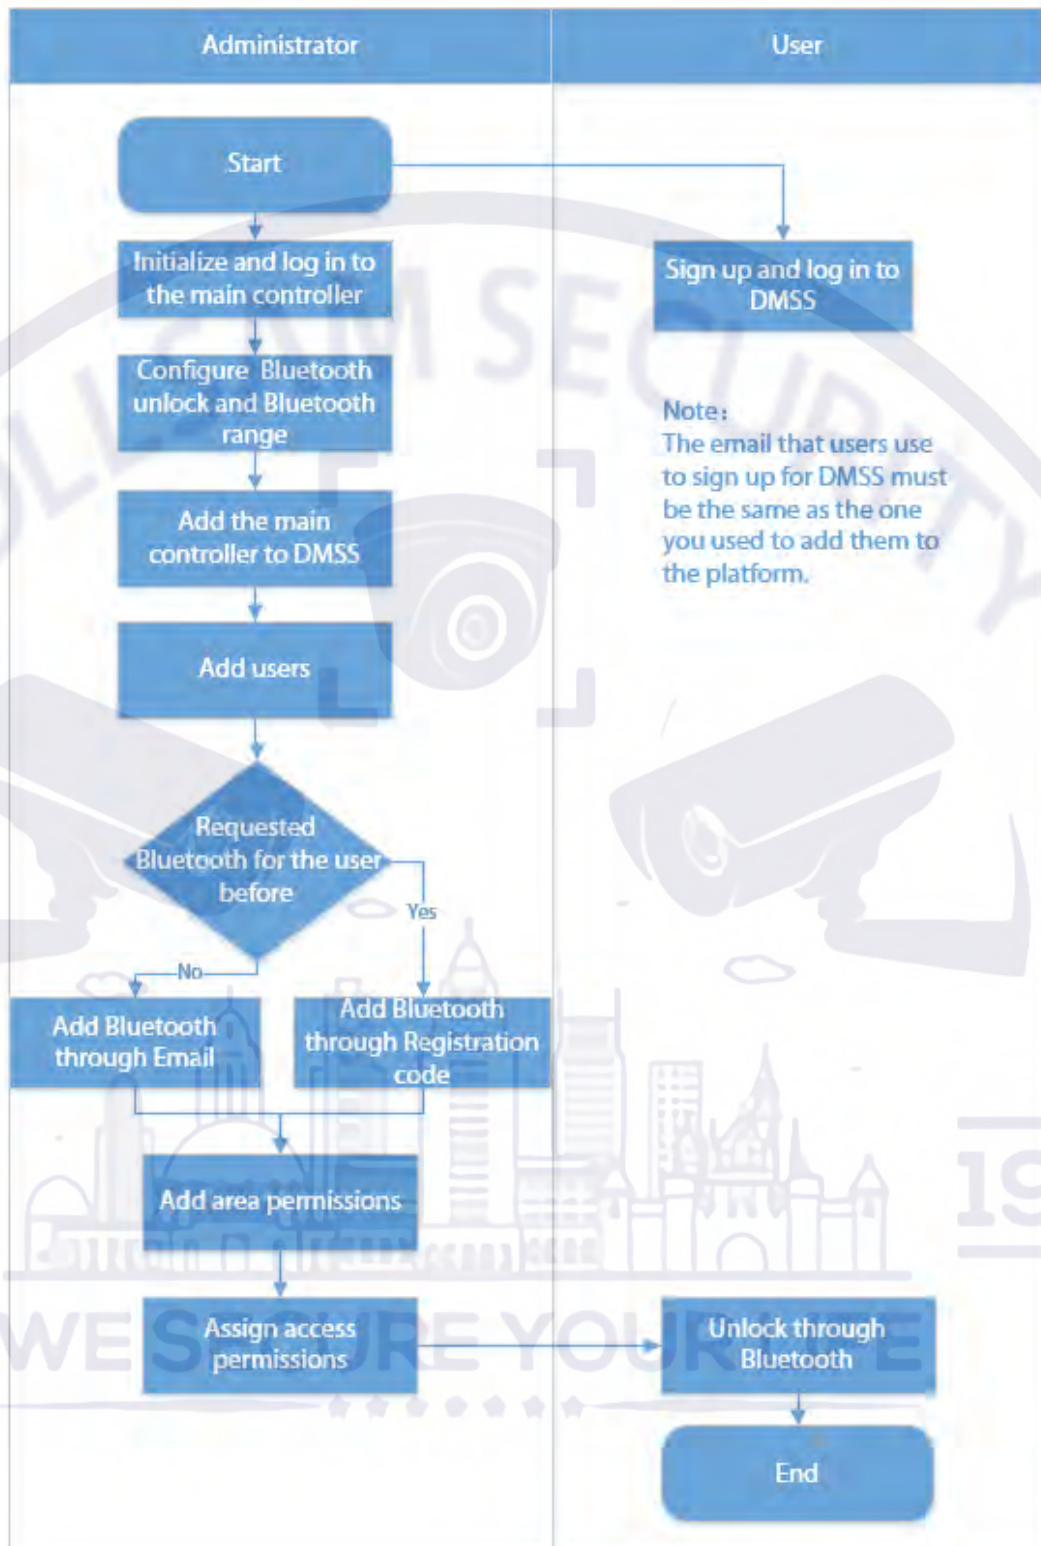 Administrator
User
Start
Initialize and log in to
the main controller
Sign up and log in to
DMSS
Configure Bluetooth
unlock and Bluetooth
range
Note:
The email that users use
to sign up for DMSS must
be the same as the one
you used to add them to
the platform.
Add the main
controller to DMSS
Add users
Requested
Bluetooth for the user
before
Yes
No
Add Bluetooth
through Email
Add Bluetooth
through Registration
code
Add area permissions
Assign access
permissions
Unlock through
Bluetooth
End
SECURITY
19
WE SECURE YOUR